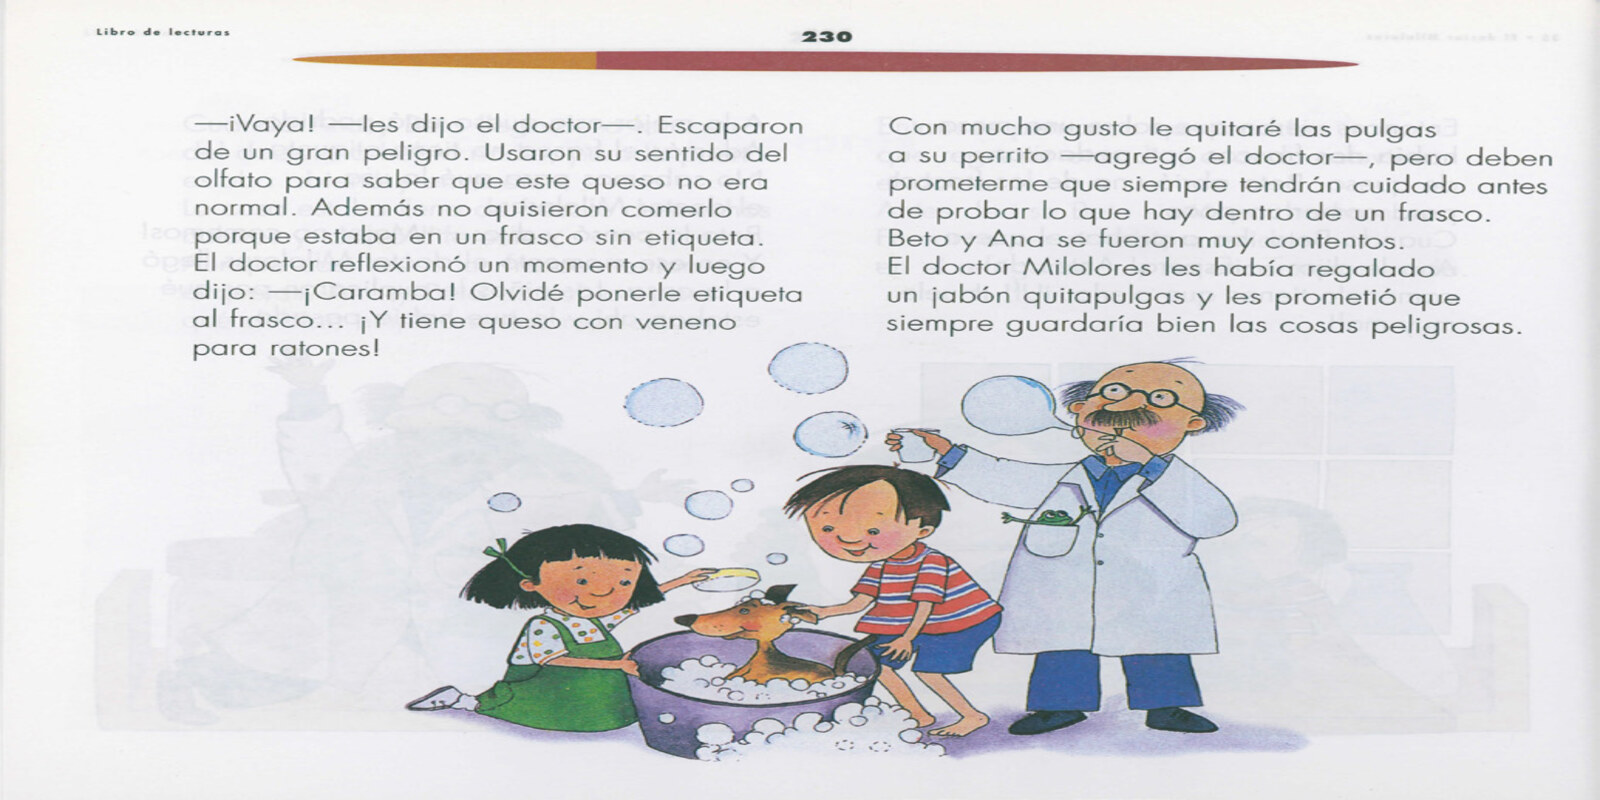 Libro de lecturas
230
—¡Vaya! —les dijo el doctor—. Escaparon
de un gran peligro. Usaron su sentido del
olfato para saber que este queso no era
normal. Además no quisieron comerlo
porque estaba en un frasco sin etiqueta.
El doctor reflexionó un momento y luego
dijo: —¡Caramba! Olvidé ponerle etiqueta
al frasco... ¡Y tiene queso con veneno
para ratones!
Con mucho gusto le quitaré las pulgas
a su perrito —agregó el doctor—, pero deben
prometerme que siempre tendrán cuidado antes
de probar lo que hay dentro de un frasco.
Beto y Ana se fueron muy contentos.
El doctor Milolores les había regalado
un jabón quitapulgas y les prometió que
siempre guardaría bien las cosas peligrosas.